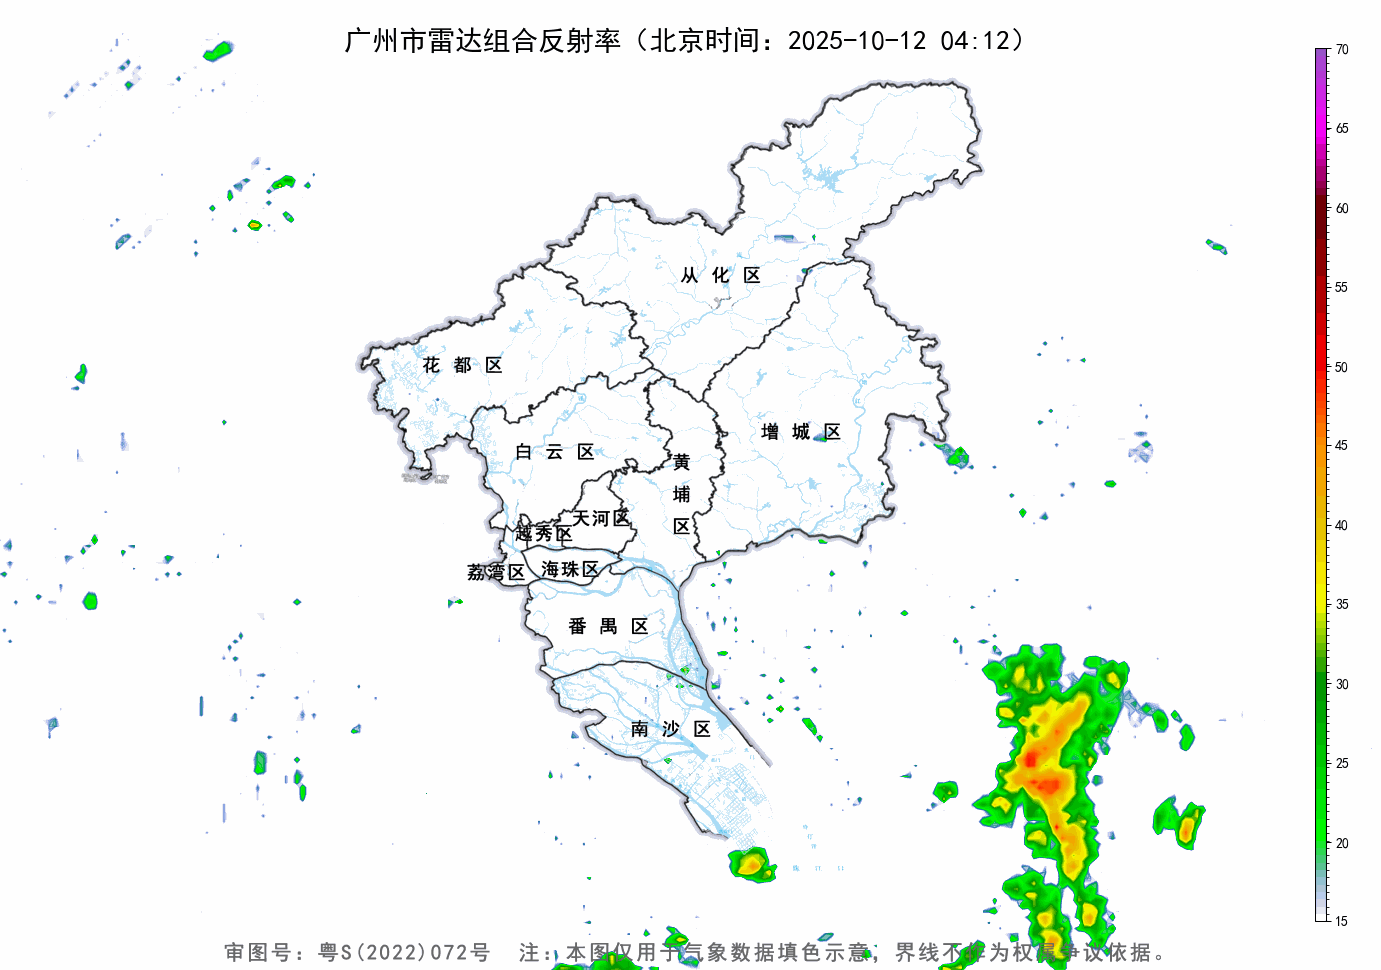 广州市雷达组合反射率（北京时间：2025-10-12 04:12）
70
65
60
55
50
45
40
35
30
25
20
15
从化区
花都区
增城区
白云区
黄埔区
天河区
越秀区
海珠区
荔湾区
番禺区
南沙区
审图号：粤S(2022)072号 注：本图仅用于气象数据填色示意，界线不作为权属争议依据。